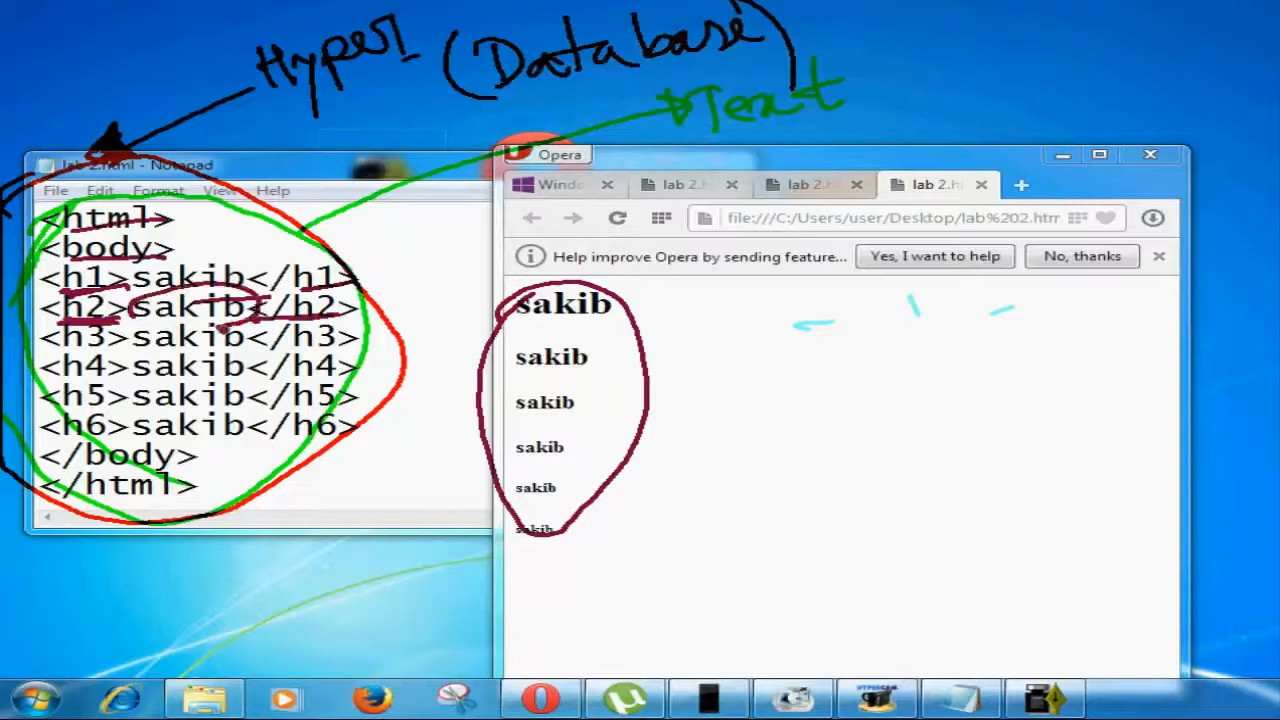 Hyper (Database)
Text
lab 2.html - Notepad
File Edit Format View Help
<html>
<body>
<h1>sakib</h1>
<h2>sakib</h2>
<h3>sakib</h3>
<h4>sakib</h4>
<h5>sakib</h5>
<h6>sakib</h6>
</body>
</html>
Opera
Windo lab 2.h lab 2.h lab 2.h
file:///C:/Users/user/Desktop/lab%202.htm
Help improve Opera by sending feature... Yes, I want to help No, thanks
sakib
sakib
sakib
sakib
sakib
sakib